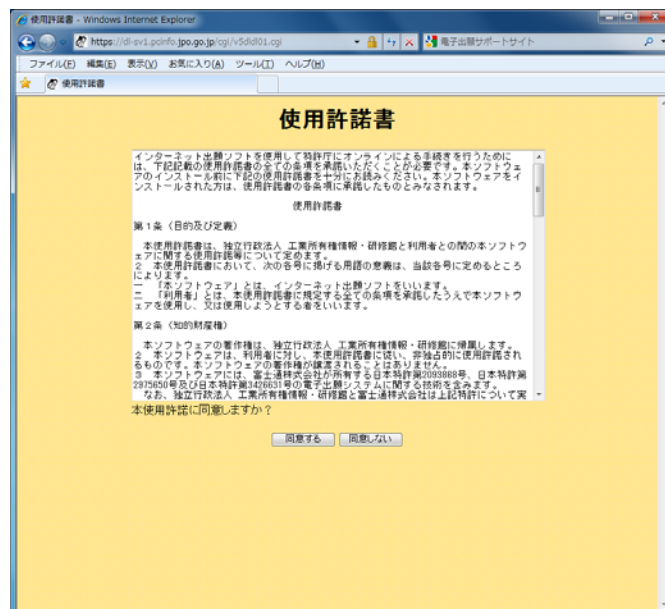 使用許諾書 - Windows Internet Explorer
https://dl-sv1.pcinfo.jpo.go.jp/cgi/v5dldl01.cgi
電子出願サポートサイト
ファイル(F) 編集(E) 表示(V) お気に入り(A) ツール(T) ヘルプ(H)
使用許諾書
使用許諾書
インターネット出願ソフトを使用して特許庁にオンラインによる手続きを行うために
は、下記記載の使用許諾書の全ての条項を承諾いただくことが必要です。本ソフトウェ
アのインストール前に下記の使用許諾書を十分にお読みください。本ソフトウェアをイ
ンストールされた方は、使用許諾書の各条項に承諾したものとみなされます。
使用許諾書
第１条（目的及び定義）
本使用許諾書は、独立行政法人 工業所有権情報・研修館と利用者との間の本ソフトウ
ェアに関する使用許諾等について定めます。
２　本使用許諾書において、次の各号に掲げる用語の意義は、当該各号に定めるところ
によります。
一　「本ソフトウェア」とは、インターネット出願ソフトをいいます。
二　「利用者」とは、本使用許諾書に規定する全ての条項を承諾したうえで本ソフトウ
ェアを使用し、又は使用しようとする者をいいます。
第２条（知的財産権）
本ソフトウェアの著作権は、独立行政法人 工業所有権情報・研修館に帰属します。
２　本ソフトウェアは、利用者に対し、本使用許諾書に従い、非独占的に使用許諾され
るものです。本ソフトウェアの著作権が譲渡されることはありません。
３　本ソフトウェアには、富士通株式会社が所有する日本特許第2093868号、日本特許第
2975650号及び日本特許第3426631号の電子出願システムに関する技術を含みます。
なお、独立行政法人 工業所有権情報・研修館と富士通株式会社は上記特許について実
本使用許諾に同意しますか？
同意する 同意しない